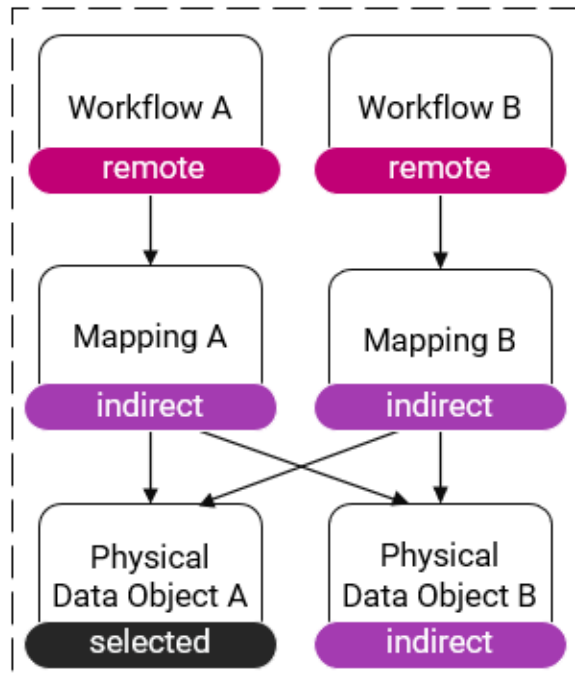 Workflow A
remote
Workflow B
remote
Mapping A
indirect
Mapping B
indirect
Physical
Data Object A
selected
Physical
Data Object B
indirect